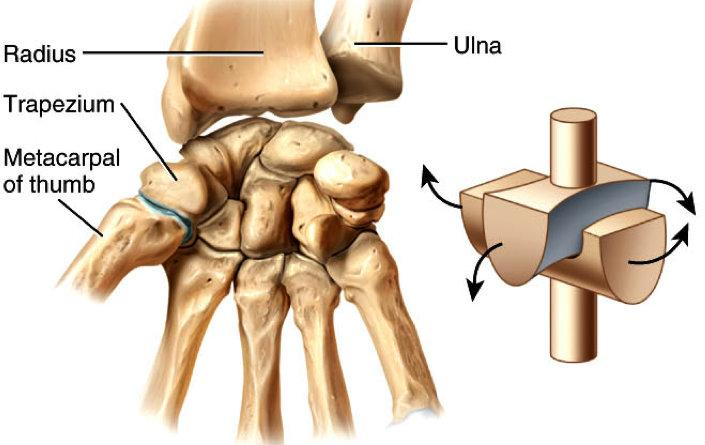 Radius
Ulna
Trapezium
Metacarpal
of thumb